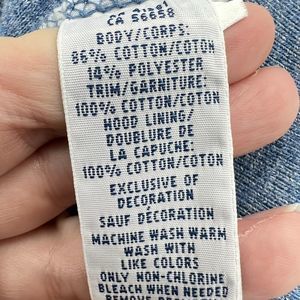 CA 56658
BODY/CORPS:
86% COTTON/COTON
14% POLYESTER
TRIM/GARNITURE:
100% COTTON/COTON
HOOD LINING/
DOUBLURE DE
LA CAPUCHE:
100% COTTON/COTON
EXCLUSIVE OF
DECORATION
SAUF DÉCORATION
MACHINE WASH WARM
WASH WITH
LIKE COLORS
ONLY NON-CHLORINE
BLEACH WHEN NEEDED